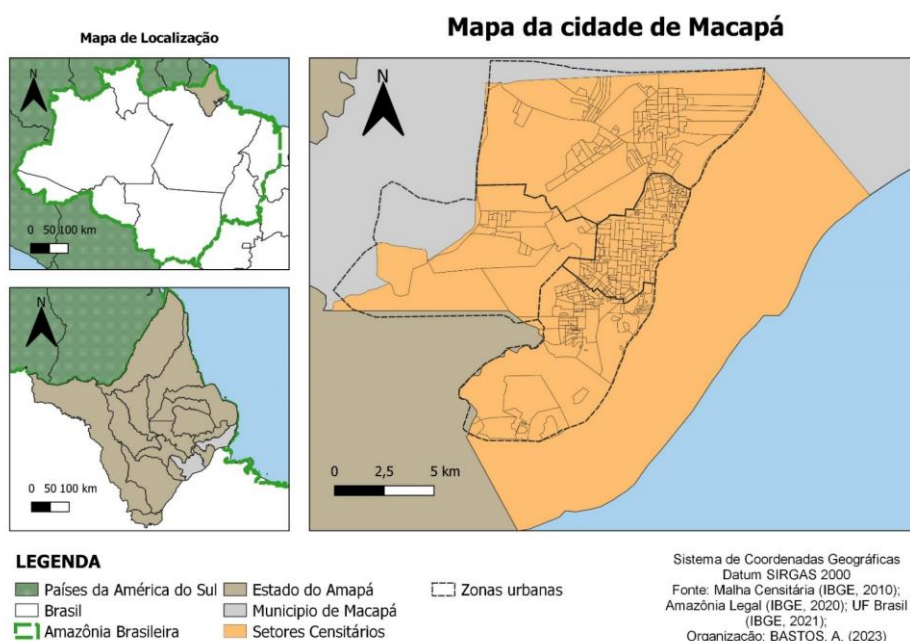 Mapa de Localização
Mapa da cidade de Macapá
N
0 50 100 km
N
0 50 100 km
N
0 2,5 5 km
LEGENDA
Países da América do Sul
Brasil
Amazônia Brasileira
Estado do Amapá
Municipio de Macapá
Setores Censitários
Zonas urbanas
Sistema de Coordenadas Geográficas
Datum SIRGAS 2000
Fonte: Malha Censitária (IBGE, 2010);
Amazônia Legal (IBGE, 2020); UF Brasil
(IBGE, 2021);
Organização: BASTOS, A. (2023)